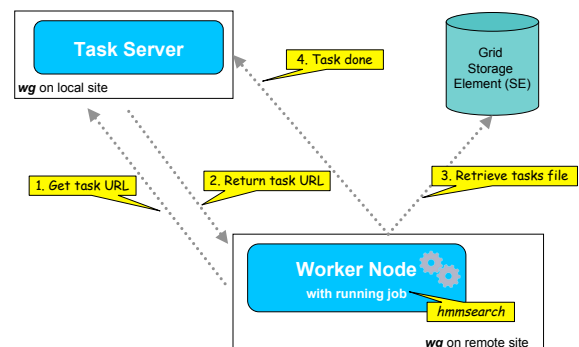 Task Server
wg on local site
4. Task done
Grid
Storage
Element (SE)
1. Get task URL
2. Return task URL
3. Retrieve tasks file
Worker Node
with running job
hmmsearch
wg on remote site